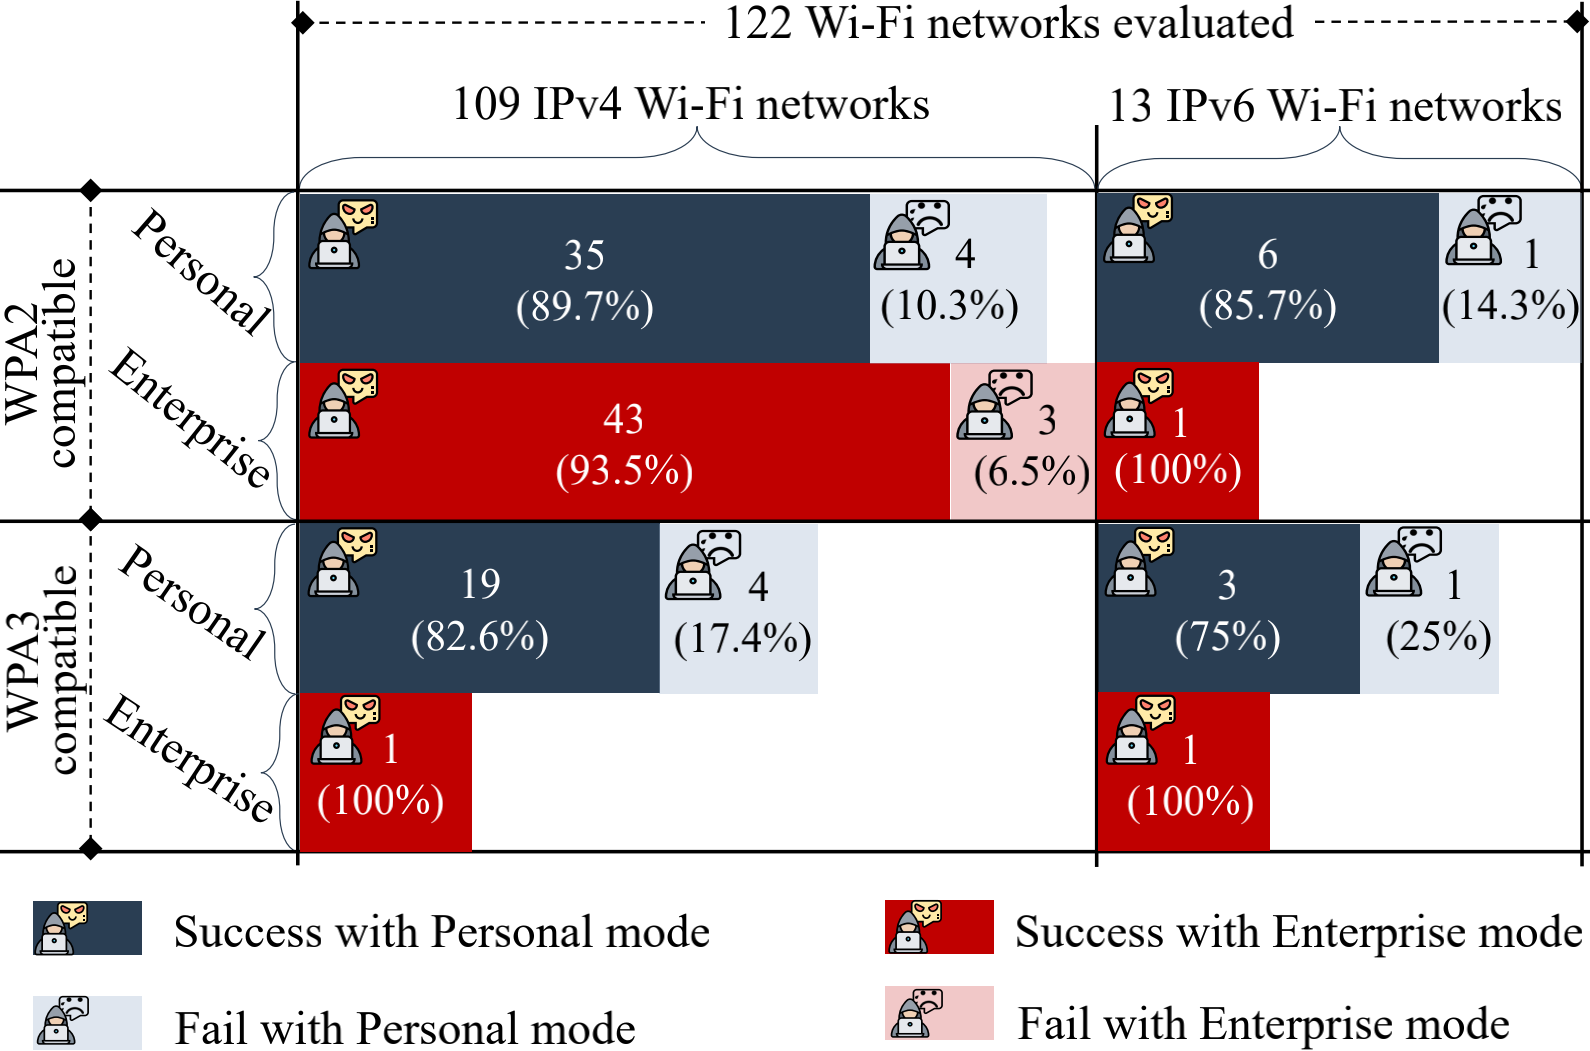 122 Wi-Fi networks evaluated
109 IPv4 Wi-Fi networks
13 IPv6 Wi-Fi networks
WPA2
compatible
Personal
35
(89.7%)
4
(10.3%)
6
(85.7%)
1
(14.3%)
Enterprise
43
(93.5%)
3
(6.5%)
1
(100%)
WPA3
compatible
Personal
19
(82.6%)
4
(17.4%)
3
(75%)
1
(25%)
Enterprise
1
(100%)
1
(100%)
Success with Personal mode
Success with Enterprise mode
Fail with Personal mode
Fail with Enterprise mode